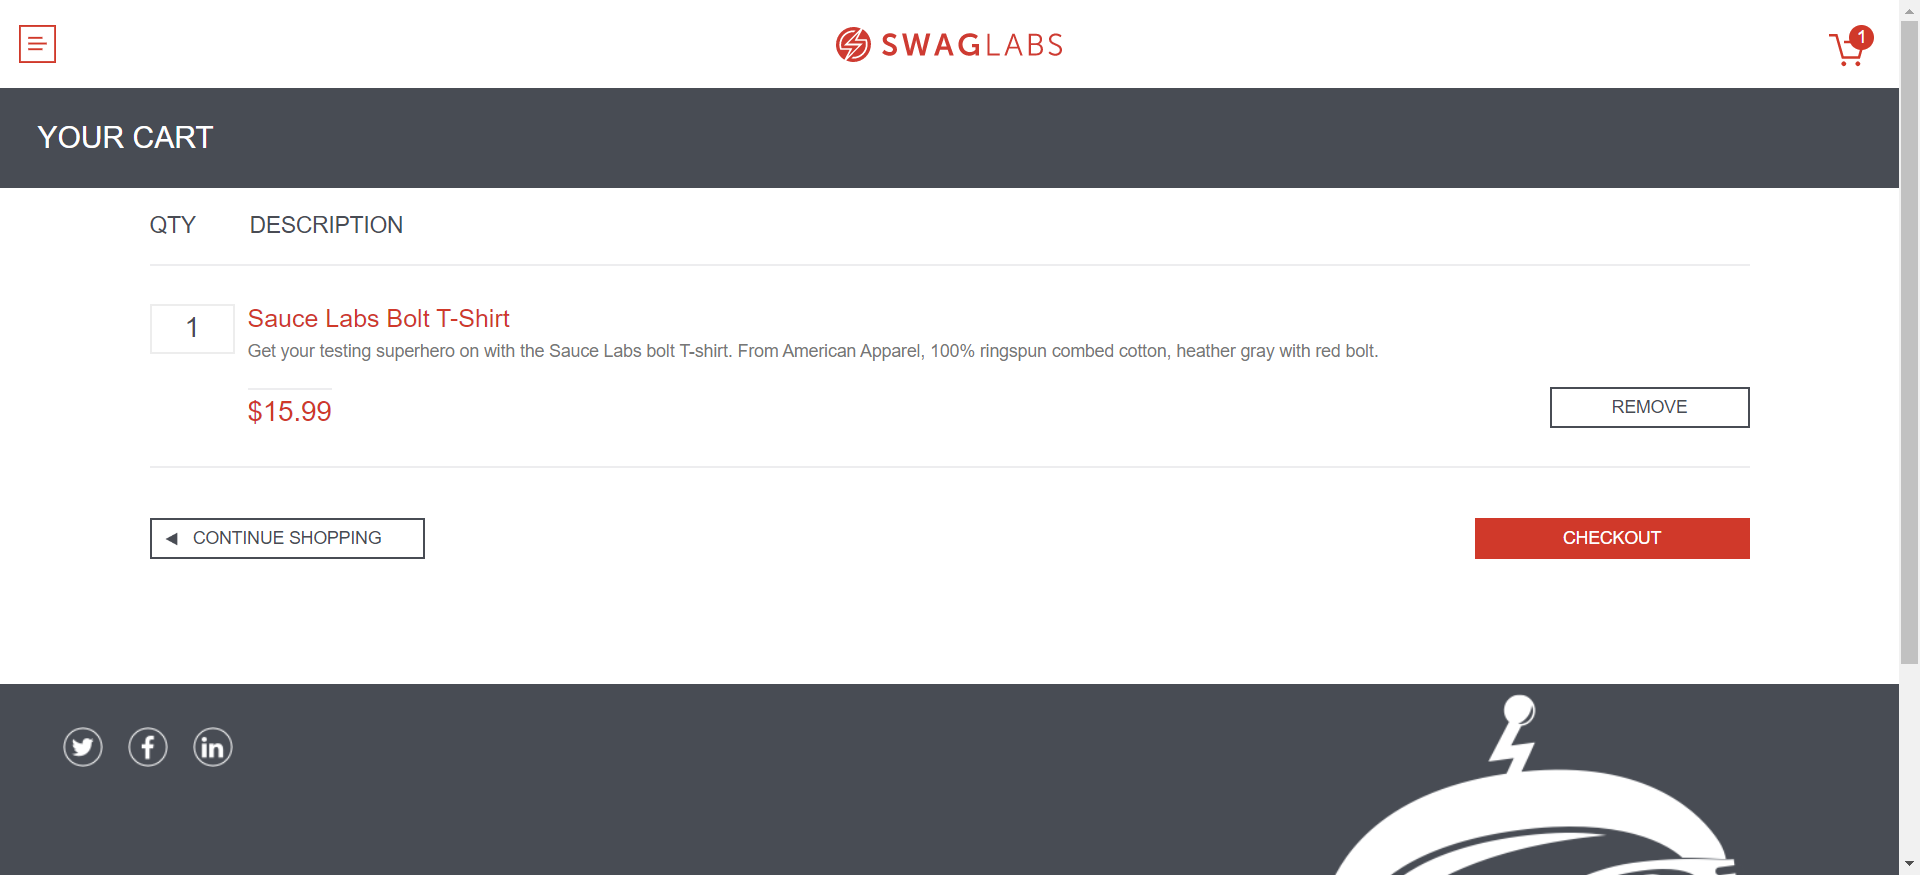 SWAGLABS
1
YOUR CART
QTY DESCRIPTION
1
Sauce Labs Bolt T-Shirt
Get your testing superhero on with the Sauce Labs bolt T-shirt. From American Apparel, 100% ringspun combed cotton, heather gray with red bolt.
$15.99
REMOVE
CONTINUE SHOPPING
CHECKOUT